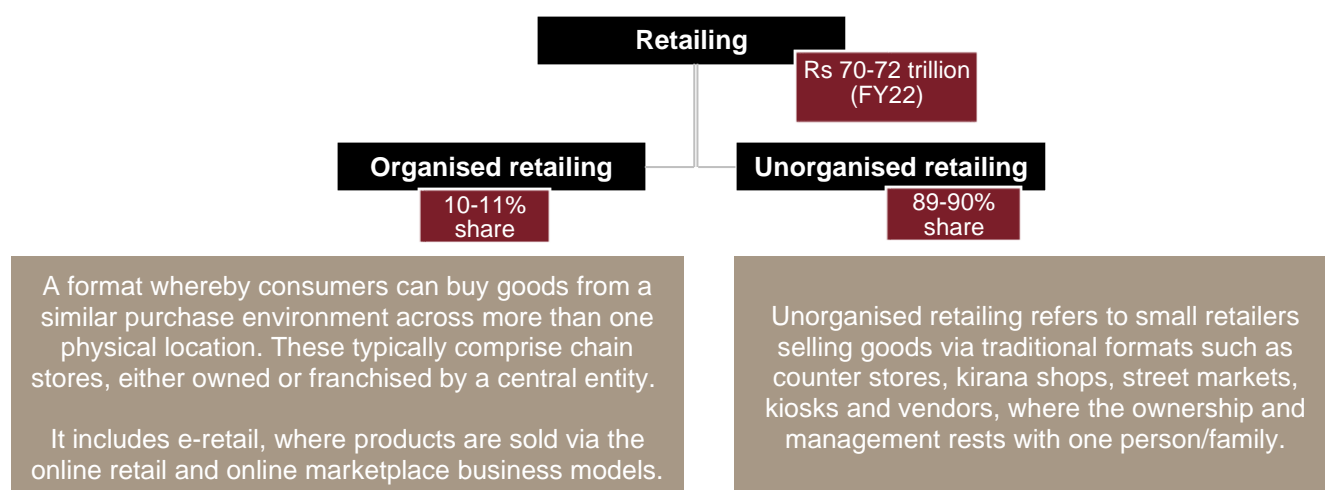 Retailing
Rs 70-72 trillion
(FY22)
Organised retailing
10-11%
share
Unorganised retailing
89-90%
share
A format whereby consumers can buy goods from a
similar purchase environment across more than one
physical location. These typically comprise chain
stores, either owned or franchised by a central entity.
It includes e-retail, where products are sold via the
online retail and online marketplace business models.
Unorganised retailing refers to small retailers
selling goods via traditional formats such as
counter stores, kirana shops, street markets,
kiosks and vendors, where the ownership and
management rests with one person/family.